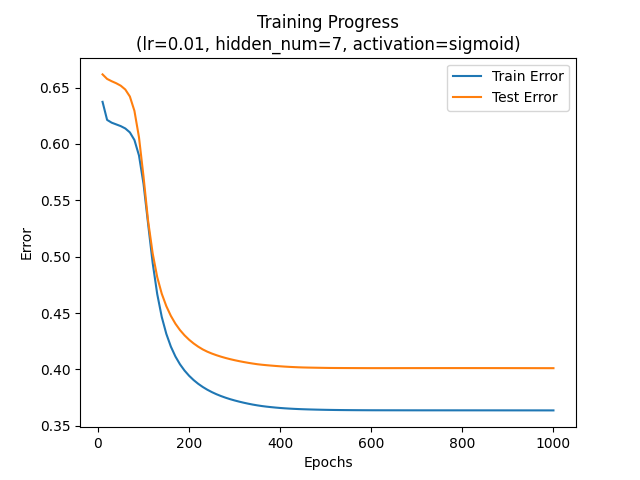 Training Progress
(lr=0.01, hidden_num=7, activation=sigmoid)
Train Error
Test Error
0.65
0.60
0.55
0.50
0.45
0.40
0.35
Error
0 200 400 600 800 1000
Epochs